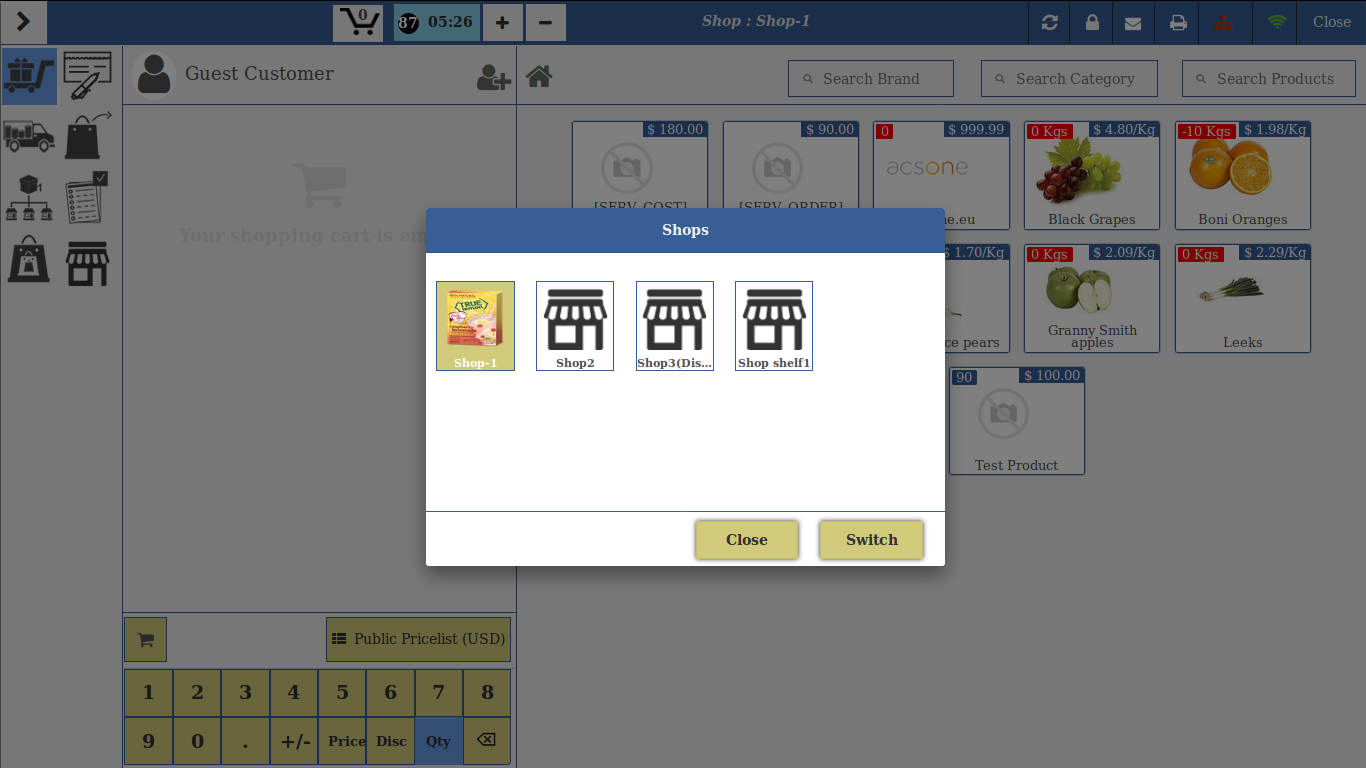 0
87 05:26
+
-
Shop : Shop-1
Close
Guest Customer
Search Brand
Search Category
Search Products
Your shopping cart is em
$ 180.00
[SERV_COST]
$ 90.00
[SERV_ORDER]
0
$ 999.99
acsone
ne.eu
0 Kgs
$ 4.80/Kg
Black Grapes
-10 Kgs
$ 1.98/Kg
Boni Oranges
$ 1.70/Kg
ce pears
0 Kgs
$ 2.09/Kg
Granny Smith
apples
0 Kgs
$ 2.29/Kg
Leeks
90
$ 100.00
Test Product
Shops
TRUE
lemon
Shop-1
Shop2
Shop3(Dis...
Shop shelf1
Close
Switch
1
Public Pricelist (USD)
1 2 3 4 5 6 7 8
9 0 . +/- Price Disc Qty